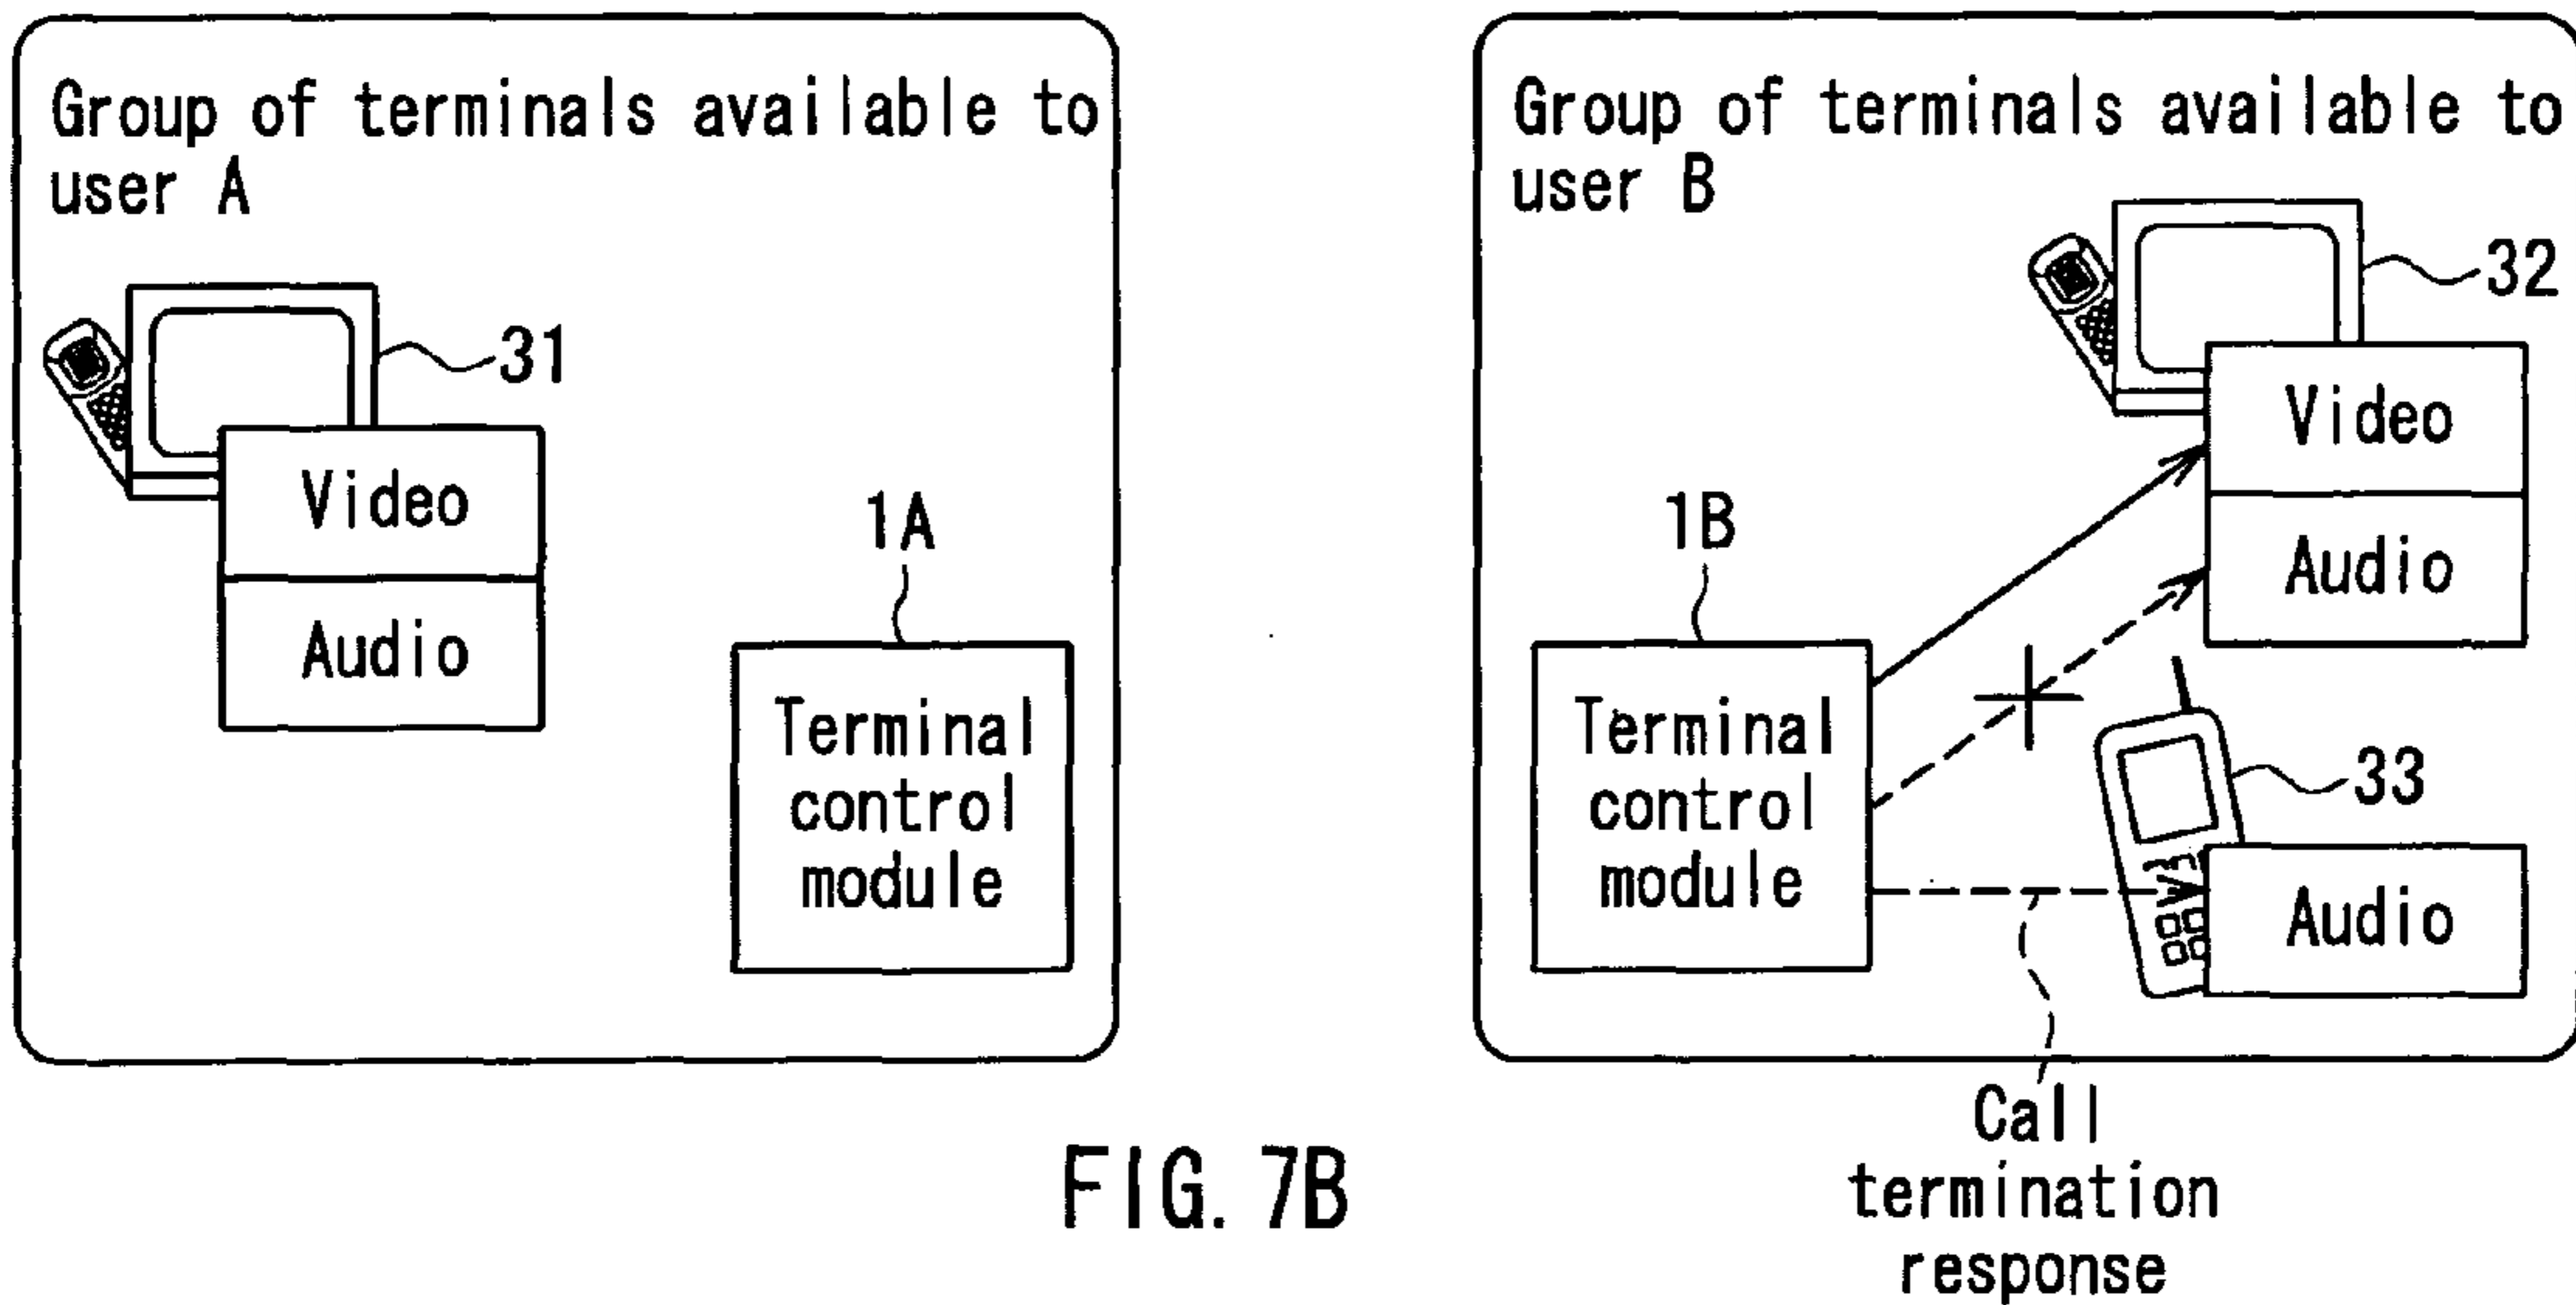 Group of terminals available to
user A
31
Video
Audio
1A
Terminal
control
module
Group of terminals available to
user B
32
Video
Audio
1B
Terminal
control
module
33
Audio
Call
termination
response
FIG. 7B